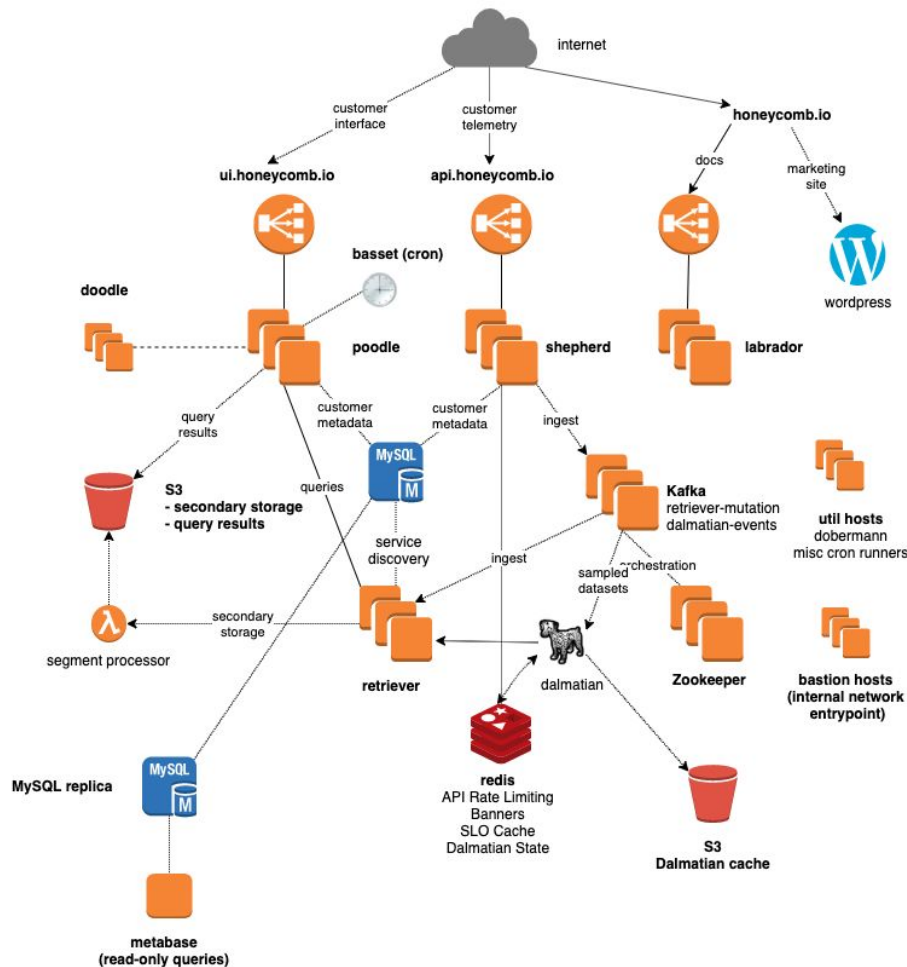 internet
customer
interface
customer
telemetry
honeycomb.io
docs
marketing
site
ui.honeycomb.io
api.honeycomb.io
basset (cron)
wordpress
doodle
poodle
shepherd
labrador
query
results
customer
metadata
customer
metadata
ingest
MySQL
M
S3
- secondary storage
- query results
queries
Kafka
retriever-mutation
dalmatian-events
util hosts
dobermann
misc cron runners
service
discovery
ingest
sampled
datasets
orchestration
λ
secondary
storage
segment processor
retriever
dalmatian
Zookeeper
bastion hosts
(internal network
entrypoint)
MySQL replica
MySQL
M
redis
API Rate Limiting
Banners
SLO Cache
Dalmatian State
S3
Dalmatian cache
metabase
(read-only queries)